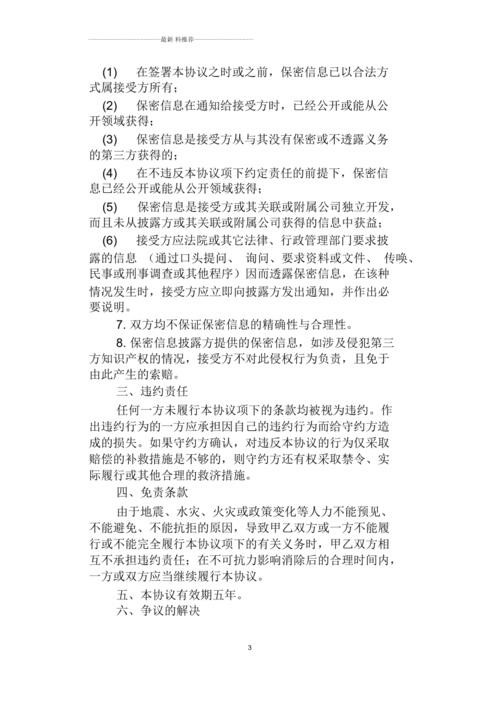 最新 料推荐
(1) 在签署本协议之时或之前，保密信息已以合法方
式属接受方所有；
(2) 保密信息在通知给接受方时，已经公开或能从公
开领域获得；
(3) 保密信息是接受方从与其没有保密或不透露义务
的第三方获得的；
(4) 在不违反本协议项下约定责任的前提下，保密信
息已经公开或能从公开领域获得；
(5) 保密信息是接受方或其关联或附属公司独立开发，
而且未从披露方或其关联或附属公司获得的信息中获益；
(6) 接受方应法院或其它法律、行政管理部门要求披
露的信息 （通过口头提问、 询问、要求资料或文件、 传唤、
民事或刑事调查或其他程序）因而透露保密信息，在该种
情况发生时，接受方应立即向披露方发出通知，并作出必
要说明。
7. 双方均不保证保密信息的精确性与合理性。
8. 保密信息披露方提供的保密信息，如涉及侵犯第三
方知识产权的情况，接受方不对此侵权行为负责，且免于
由此产生的索赔。
三、违约责任
任何一方未履行本协议项下的条款均被视为违约。作
出违约行为的一方应承担因自己的违约行为而给守约方造
成的损失。如果守约方确认，对违反本协议的行为仅采取
赔偿的补救措施是不够的，则守约方还有权采取禁令、实
际履行或其他合理的救济措施。
四、免责条款
由于地震、水灾、火灾或政策变化等人力不能预见、
不能避免、不能抗拒的原因，导致甲乙双方或一方不能履
行或不能完全履行本协议项下的有关义务时，甲乙双方相
互不承担违约责任；在不可抗力影响消除后的合理时间内，
一方或双方应当继续履行本协议。
五、本协议有效期五年。
六、争议的解决
3